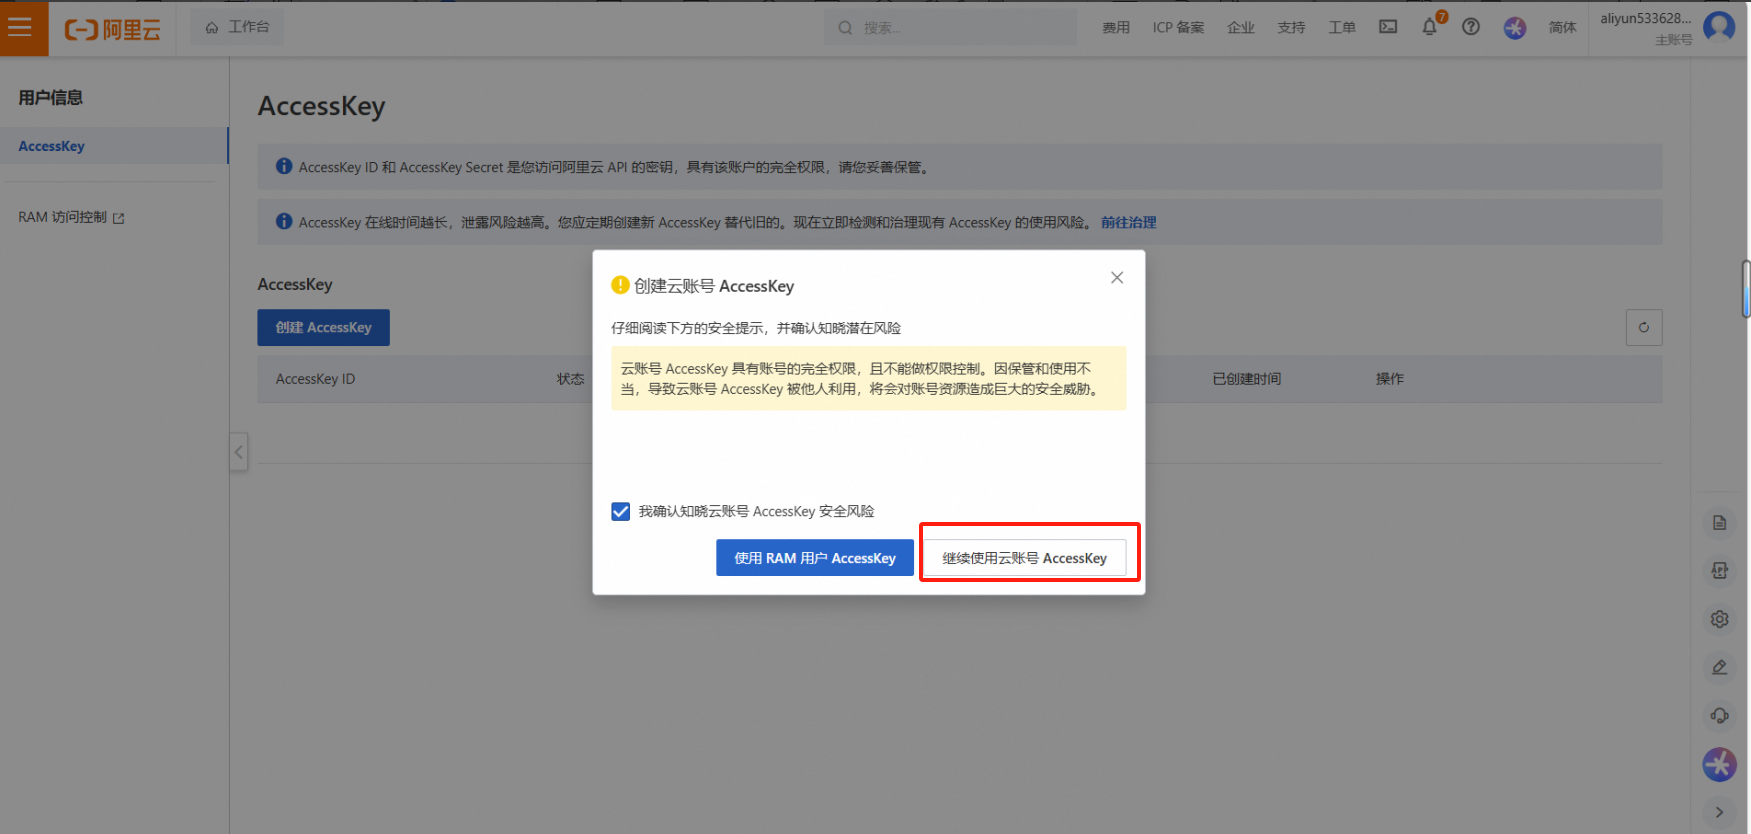 阿里云
工作台
搜索...
费用
ICP 备案
企业
支持
工单
7
简体
aliyun533628...
主账号
用户信息
AccessKey
RAM 访问控制
AccessKey
AccessKey ID 和 AccessKey Secret 是您访问阿里云 API 的密钥，具有该账户的完全权限，请您妥善保管。
AccessKey 在线时间越长，泄露风险越高。您应定期创建新 AccessKey 替代旧的。现在立即检测和治理现有 AccessKey 的使用风险。 前往治理
AccessKey
创建 AccessKey
AccessKey ID
状态
已创建时间
操作
创建云账号 AccessKey
仔细阅读下方的安全提示，并确认知晓潜在风险
云账号 AccessKey 具有账号的完全权限，且不能做权限控制。因保管和使用不
当，导致云账号 AccessKey 被他人利用，将会对账号资源造成巨大的安全威胁。
我确认知晓云账号 AccessKey 安全风险
使用 RAM 用户 AccessKey
继续使用云账号 AccessKey